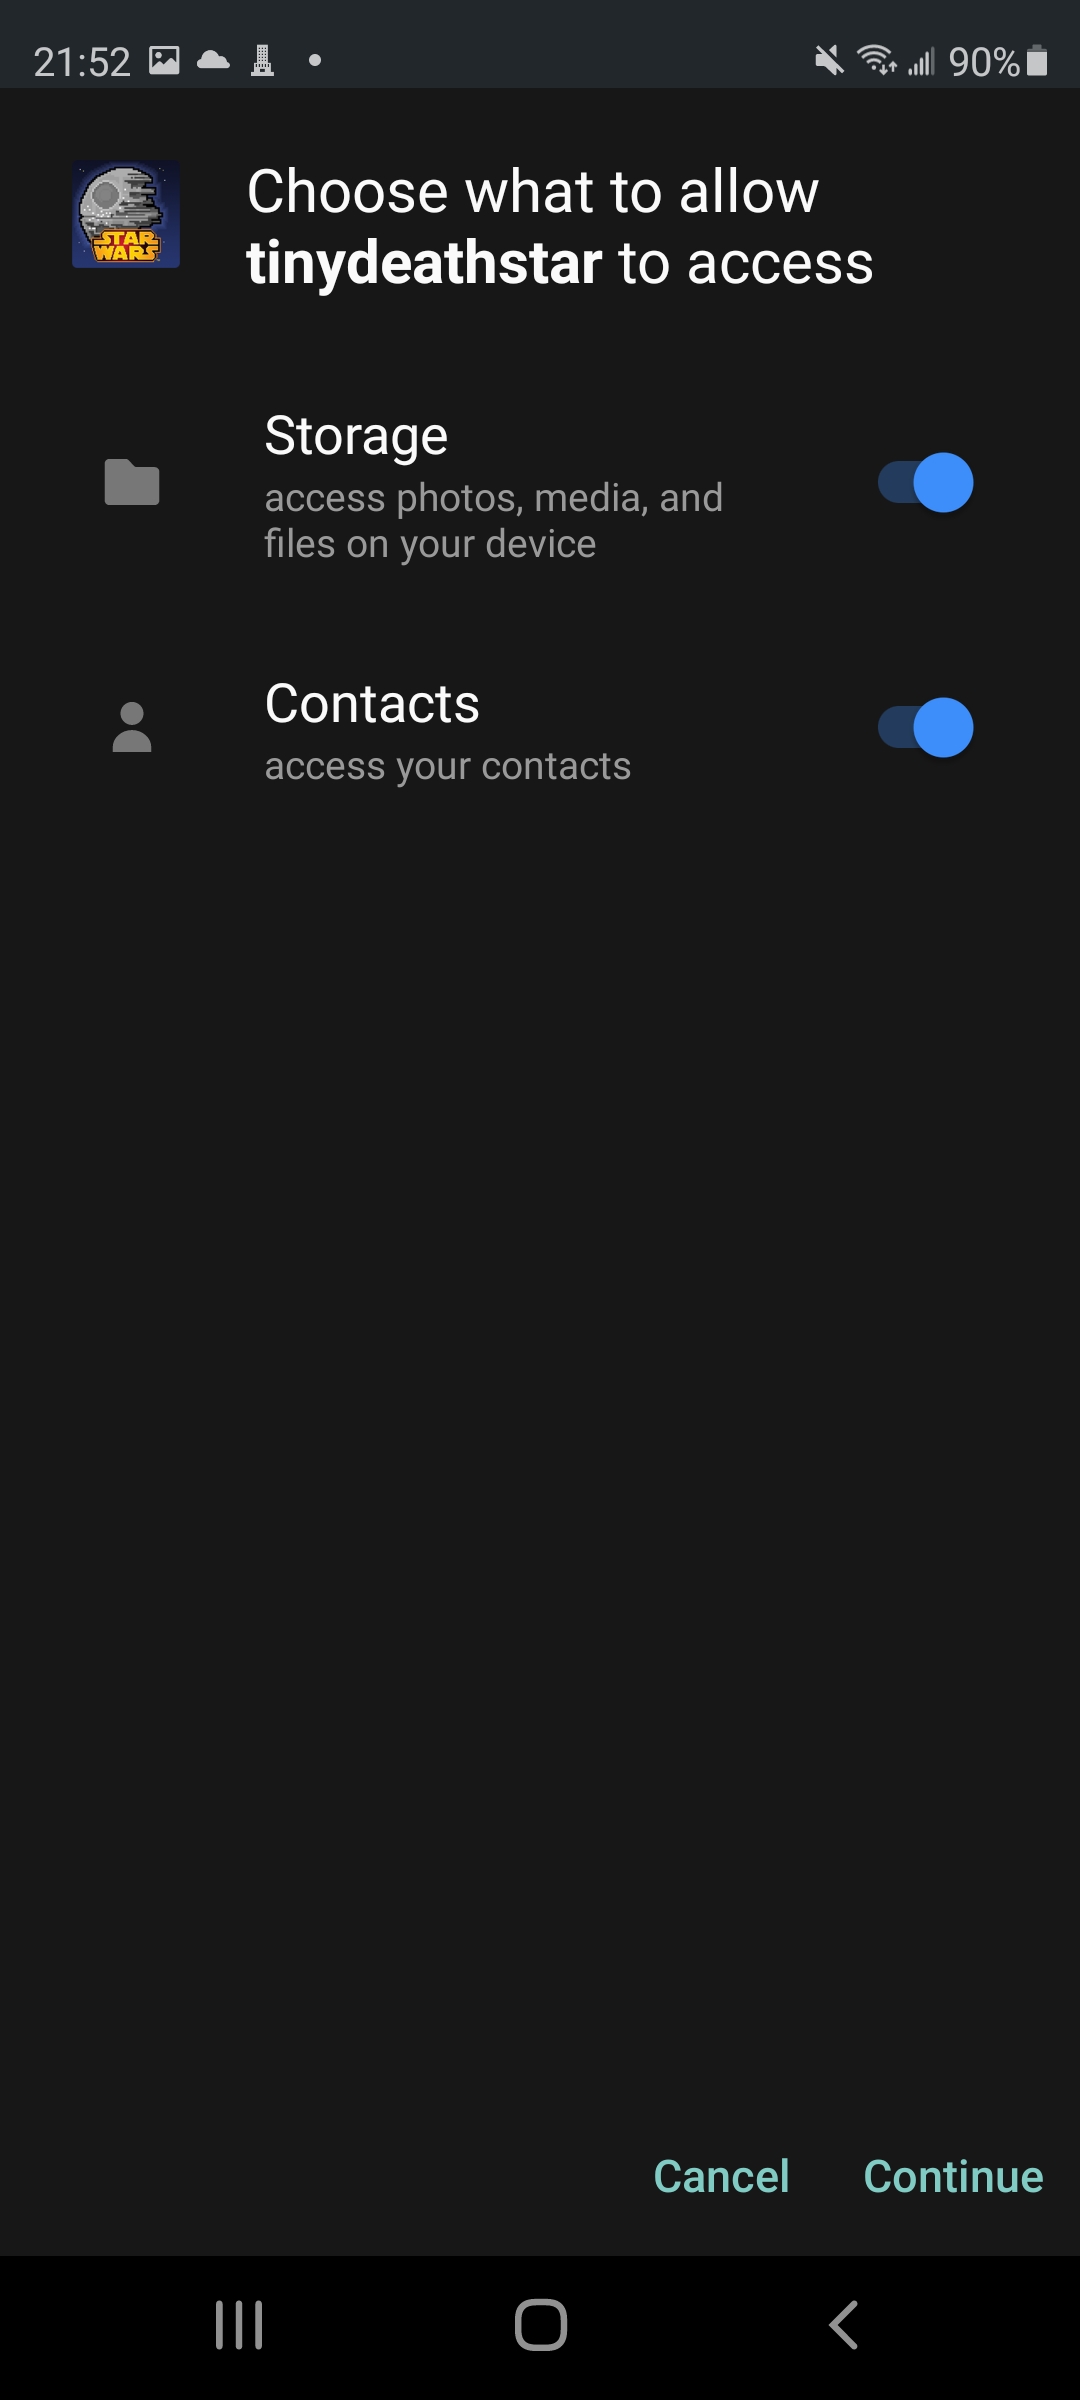 21:52
90%
STAR
WARS
Choose what to allow
tinydeathstar to access
Storage
access photos, media, and
files on your device
Contacts
access your contacts
Cancel
Continue